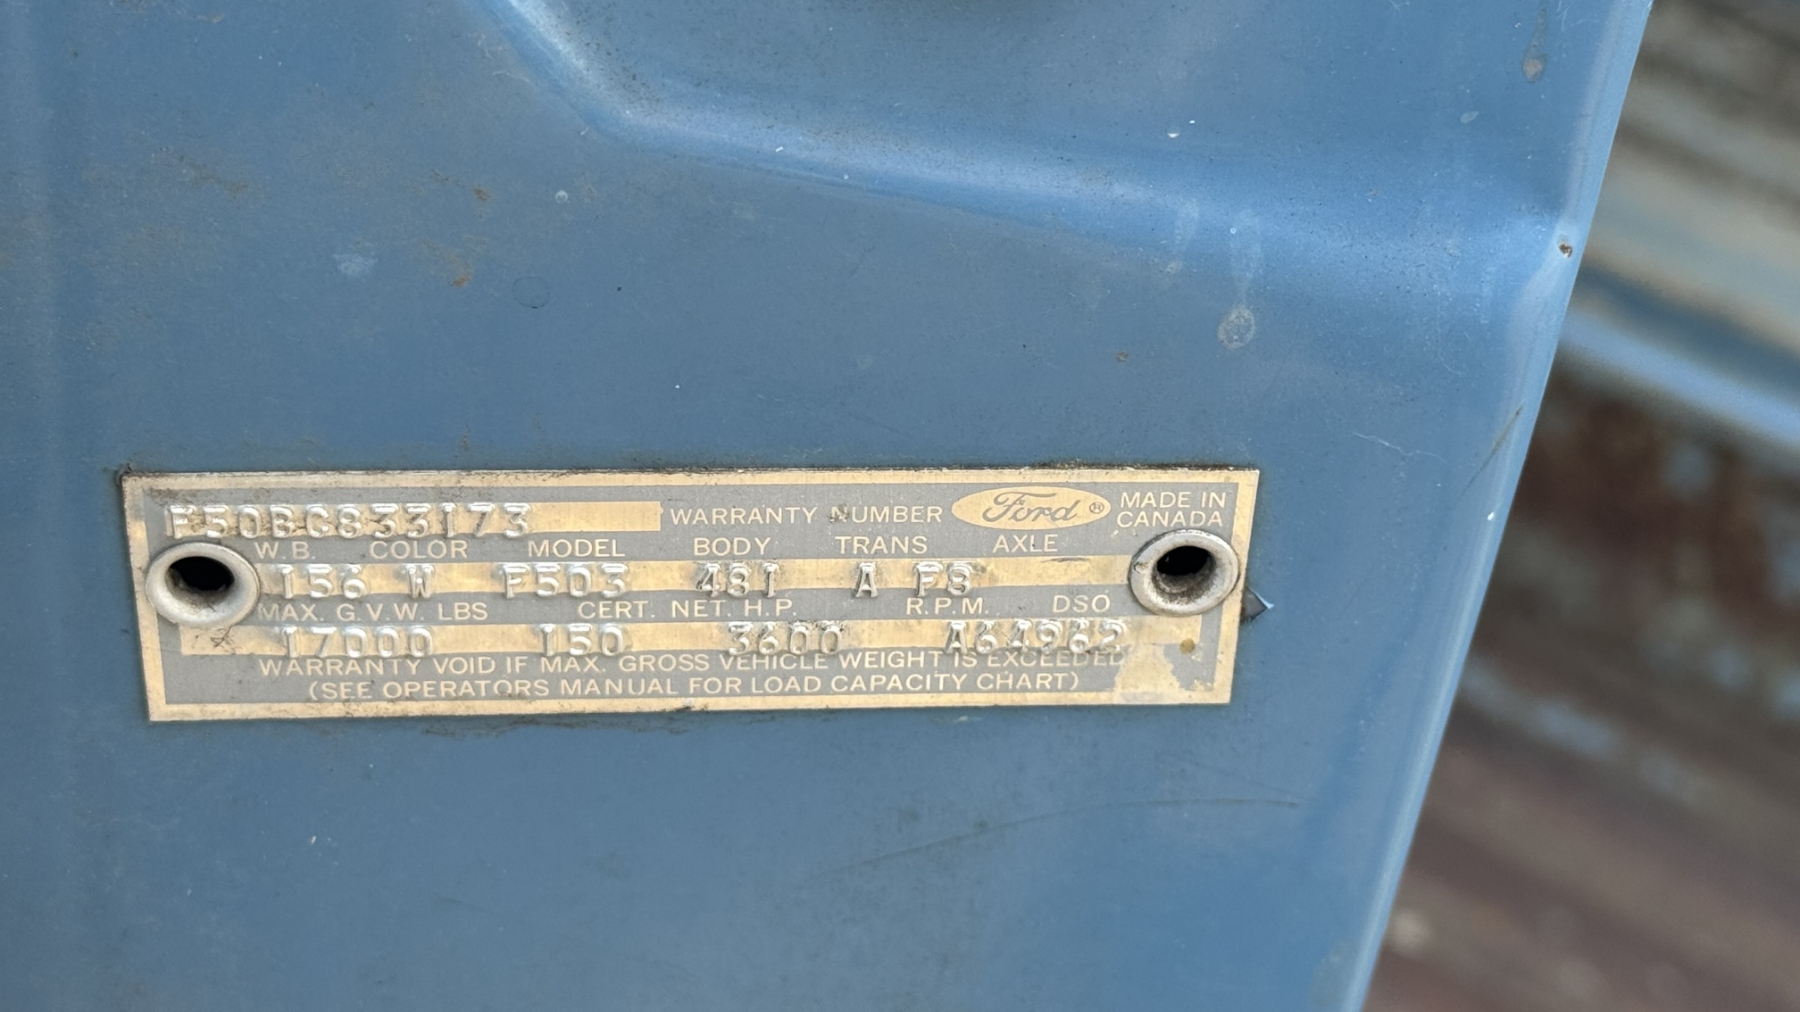 F50BC833173 WARRANTY NUMBER Ford ® MADE IN CANADA
W.B. COLOR MODEL BODY TRANS AXLE
156 W F503 481 A F8
MAX. G.V.W. LBS CERT. NET. H.P. R.P.M. DSO
17000 150 3600 A64962
WARRANTY VOID IF MAX. GROSS VEHICLE WEIGHT IS EXCEEDED
(SEE OPERATORS MANUAL FOR LOAD CAPACITY CHART)